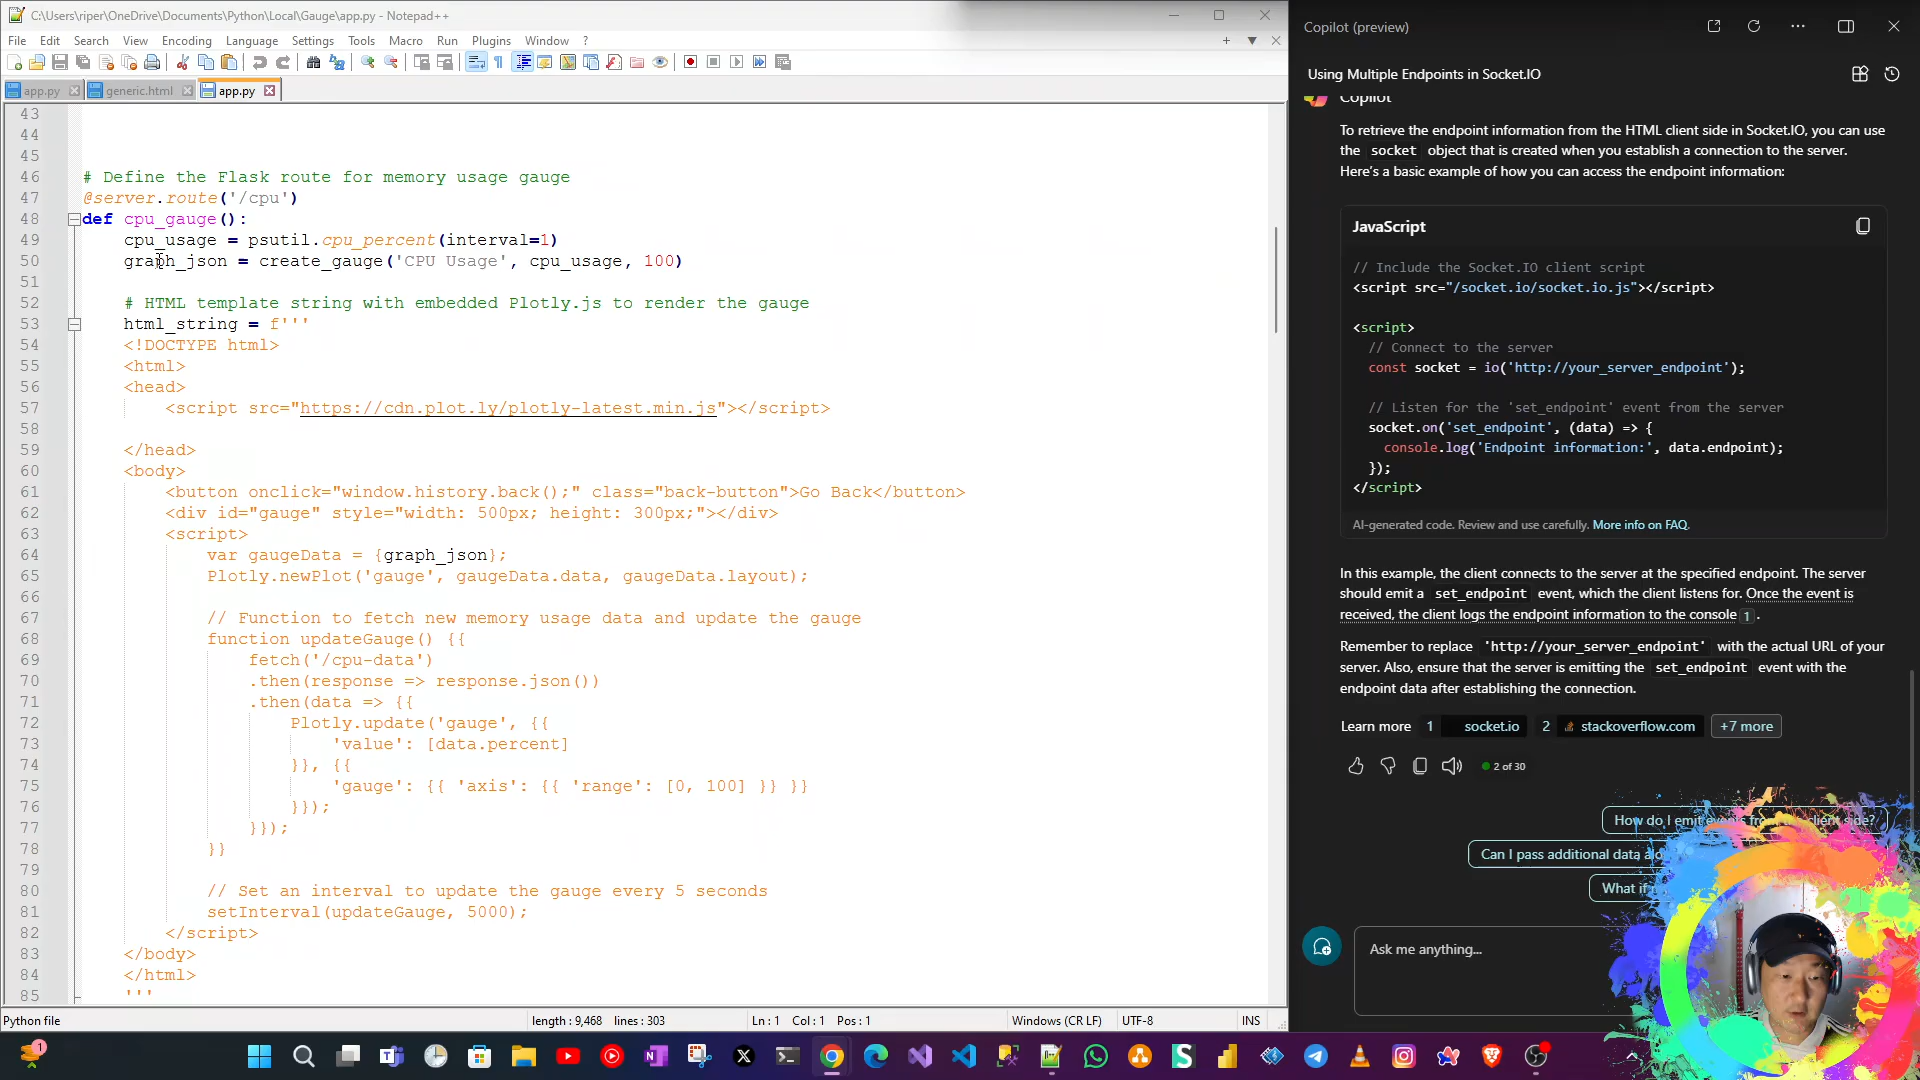 C:\Users\riper\OneDrive\Documents\Python\Local\Gauge\app.py - Notepad++
File Edit Search View Encoding Language Settings Tools Macro Run Plugins Window ?
app.py generic.html app.py
43
44
45
46 # Define the Flask route for memory usage gauge
47 @server.route('/cpu')
48 def cpu_gauge():
49 cpu_usage = psutil.cpu_percent(interval=1)
50 graph_json = create_gauge('CPU Usage', cpu_usage, 100)
51
52 # HTML template string with embedded Plotly.js to render the gauge
53 html_string = f'''
54 <!DOCTYPE html>
55 <html>
56 <head>
57 <script src="https://cdn.plot.ly/plotly-latest.min.js"></script>
58
59 </head>
60 <body>
61 <button onclick="window.history.back();" class="back-button">Go Back</button>
62 <div id="gauge" style="width: 500px; height: 300px;"></div>
63 <script>
64 var gaugeData = {graph_json};
65 Plotly.newPlot('gauge', gaugeData.data, gaugeData.layout);
66
67 // Function to fetch new memory usage data and update the gauge
68 function updateGauge() {{
69 fetch('/cpu-data')
70 .then(response => response.json())
71 .then(data => {{
72 Plotly.update('gauge', {{
73 'value': [data.percent]
74 }}, {{
75 'gauge': {{ 'axis': {{ 'range': [0, 100] }} }}
76 }});
77 }});
78 }}
79
80 // Set an interval to update the gauge every 5 seconds
81 setInterval(updateGauge, 5000);
82 </script>
83 </body>
84 </html>
85 '''
Python file length : 9,468 lines : 303 Ln : 1 Col : 1 Pos : 1 Windows (CR LF) UTF-8 INS
Copilot (preview)
Using Multiple Endpoints in Socket.IO
Copilot
To retrieve the endpoint information from the HTML client side in Socket.IO, you can use
the socket object that is created when you establish a connection to the server.
Here's a basic example of how you can access the endpoint information:
JavaScript
// Include the Socket.IO client script
<script src="/socket.io/socket.io.js"></script>
<script>
// Connect to the server
const socket = io('http://your_server_endpoint');
// Listen for the 'set_endpoint' event from the server
socket.on('set_endpoint', (data) => {
console.log('Endpoint information:', data.endpoint);
});
</script>
AI-generated code. Review and use carefully. More info on FAQ.
In this example, the client connects to the server at the specified endpoint. The server
should emit a set_endpoint event, which the client listens for. Once the event is
received, the client logs the endpoint information to the console 1 .
Remember to replace 'http://your_server_endpoint' with the actual URL of your
server. Also, ensure that the server is emitting the set_endpoint event with the
endpoint data after establishing the connection.
Learn more 1 socket.io 2 stackoverflow.com +7 more
2 of 30
How do I emit events from the client side?
Can I pass additional data
What if
Ask me anything...
1